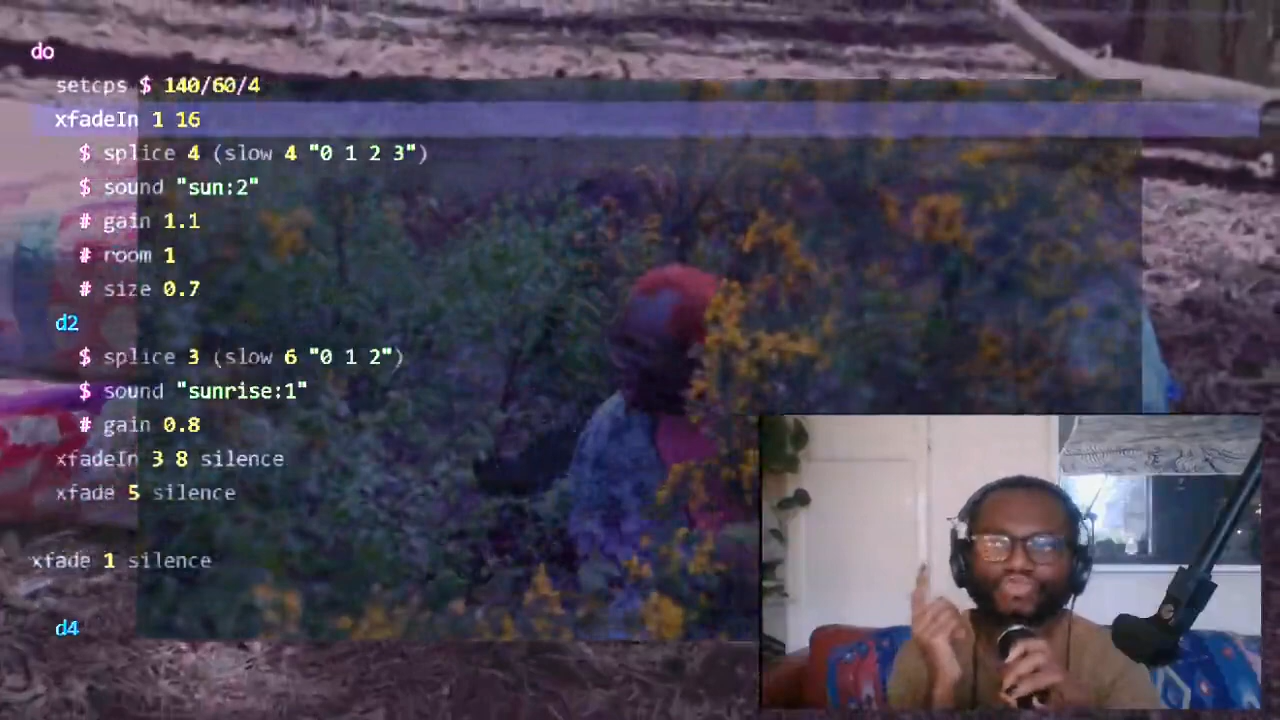 do
setcps $ 140/60/4
xfadeIn 1 16
$ splice 4 (slow 4 "0 1 2 3")
$ sound "sun:2"
# gain 1.1
# room 1
# size 0.7
d2
$ splice 3 (slow 6 "0 1 2")
$ sound "sunrise:1"
# gain 0.8
xfadeIn 3 8 silence
xfade 5 silence
xfade 1 silence
d4